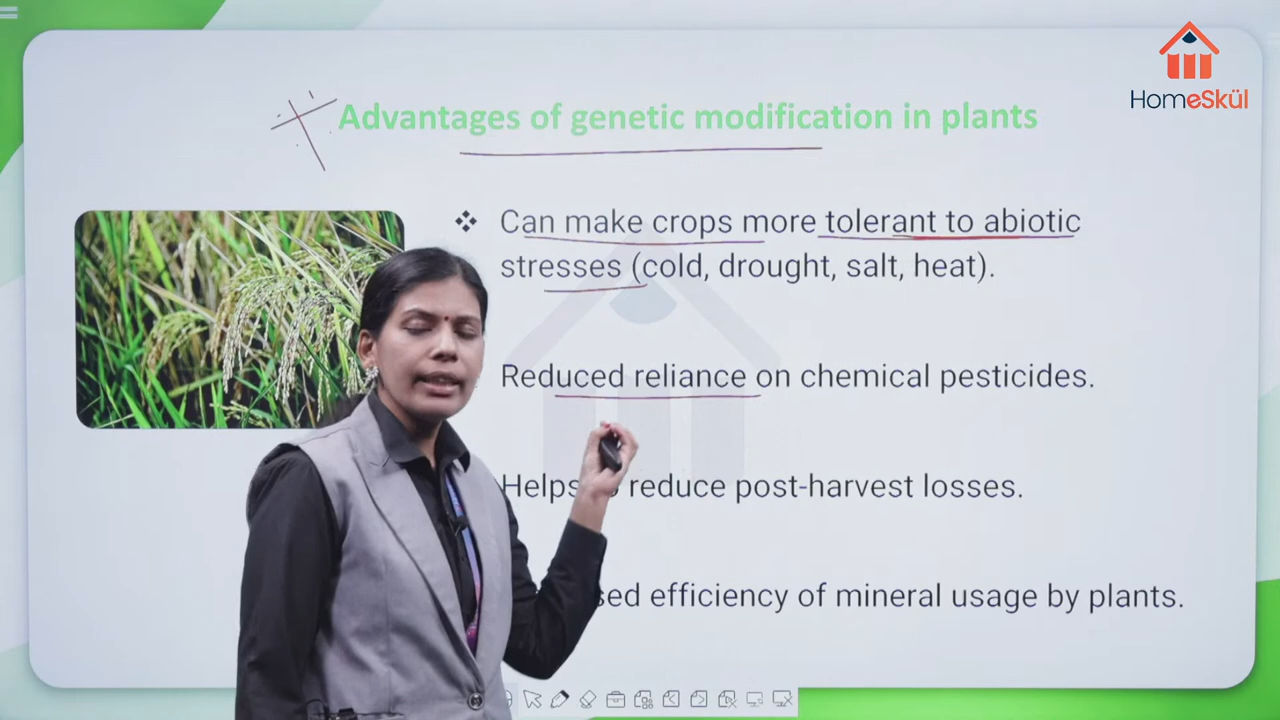 HomeSkül
Advantages of genetic modification in plants
Can make crops more tolerant to abiotic
stresses (cold, drought, salt, heat).
Reduced reliance on chemical pesticides.
Helps reduce post-harvest losses.
efficiency of mineral usage by plants.